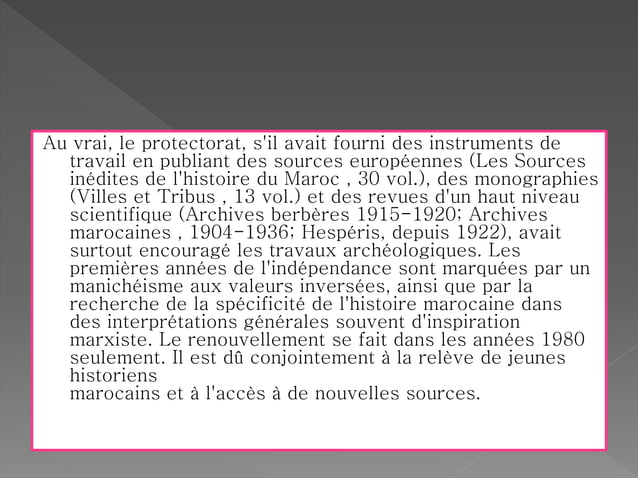 Au vrai, le protectorat, s'il avait fourni des instruments de
travail en publiant des sources européennes (Les Sources
inédites de l'histoire du Maroc , 30 vol.), des monographies
(Villes et Tribus , 13 vol.) et des revues d'un haut niveau
scientifique (Archives berbères 1915-1920; Archives
marocaines , 1904-1936; Hespéris, depuis 1922), avait
surtout encouragé les travaux archéologiques. Les
premières années de l'indépendance sont marquées par un
manichéisme aux valeurs inversées, ainsi que par la
recherche de la spécificité de l'histoire marocaine dans
des interprétations générales souvent d'inspiration
marxiste. Le renouvellement se fait dans les années 1980
seulement. Il est dû conjointement à la relève de jeunes
historiens
marocains et à l'accès à de nouvelles sources.